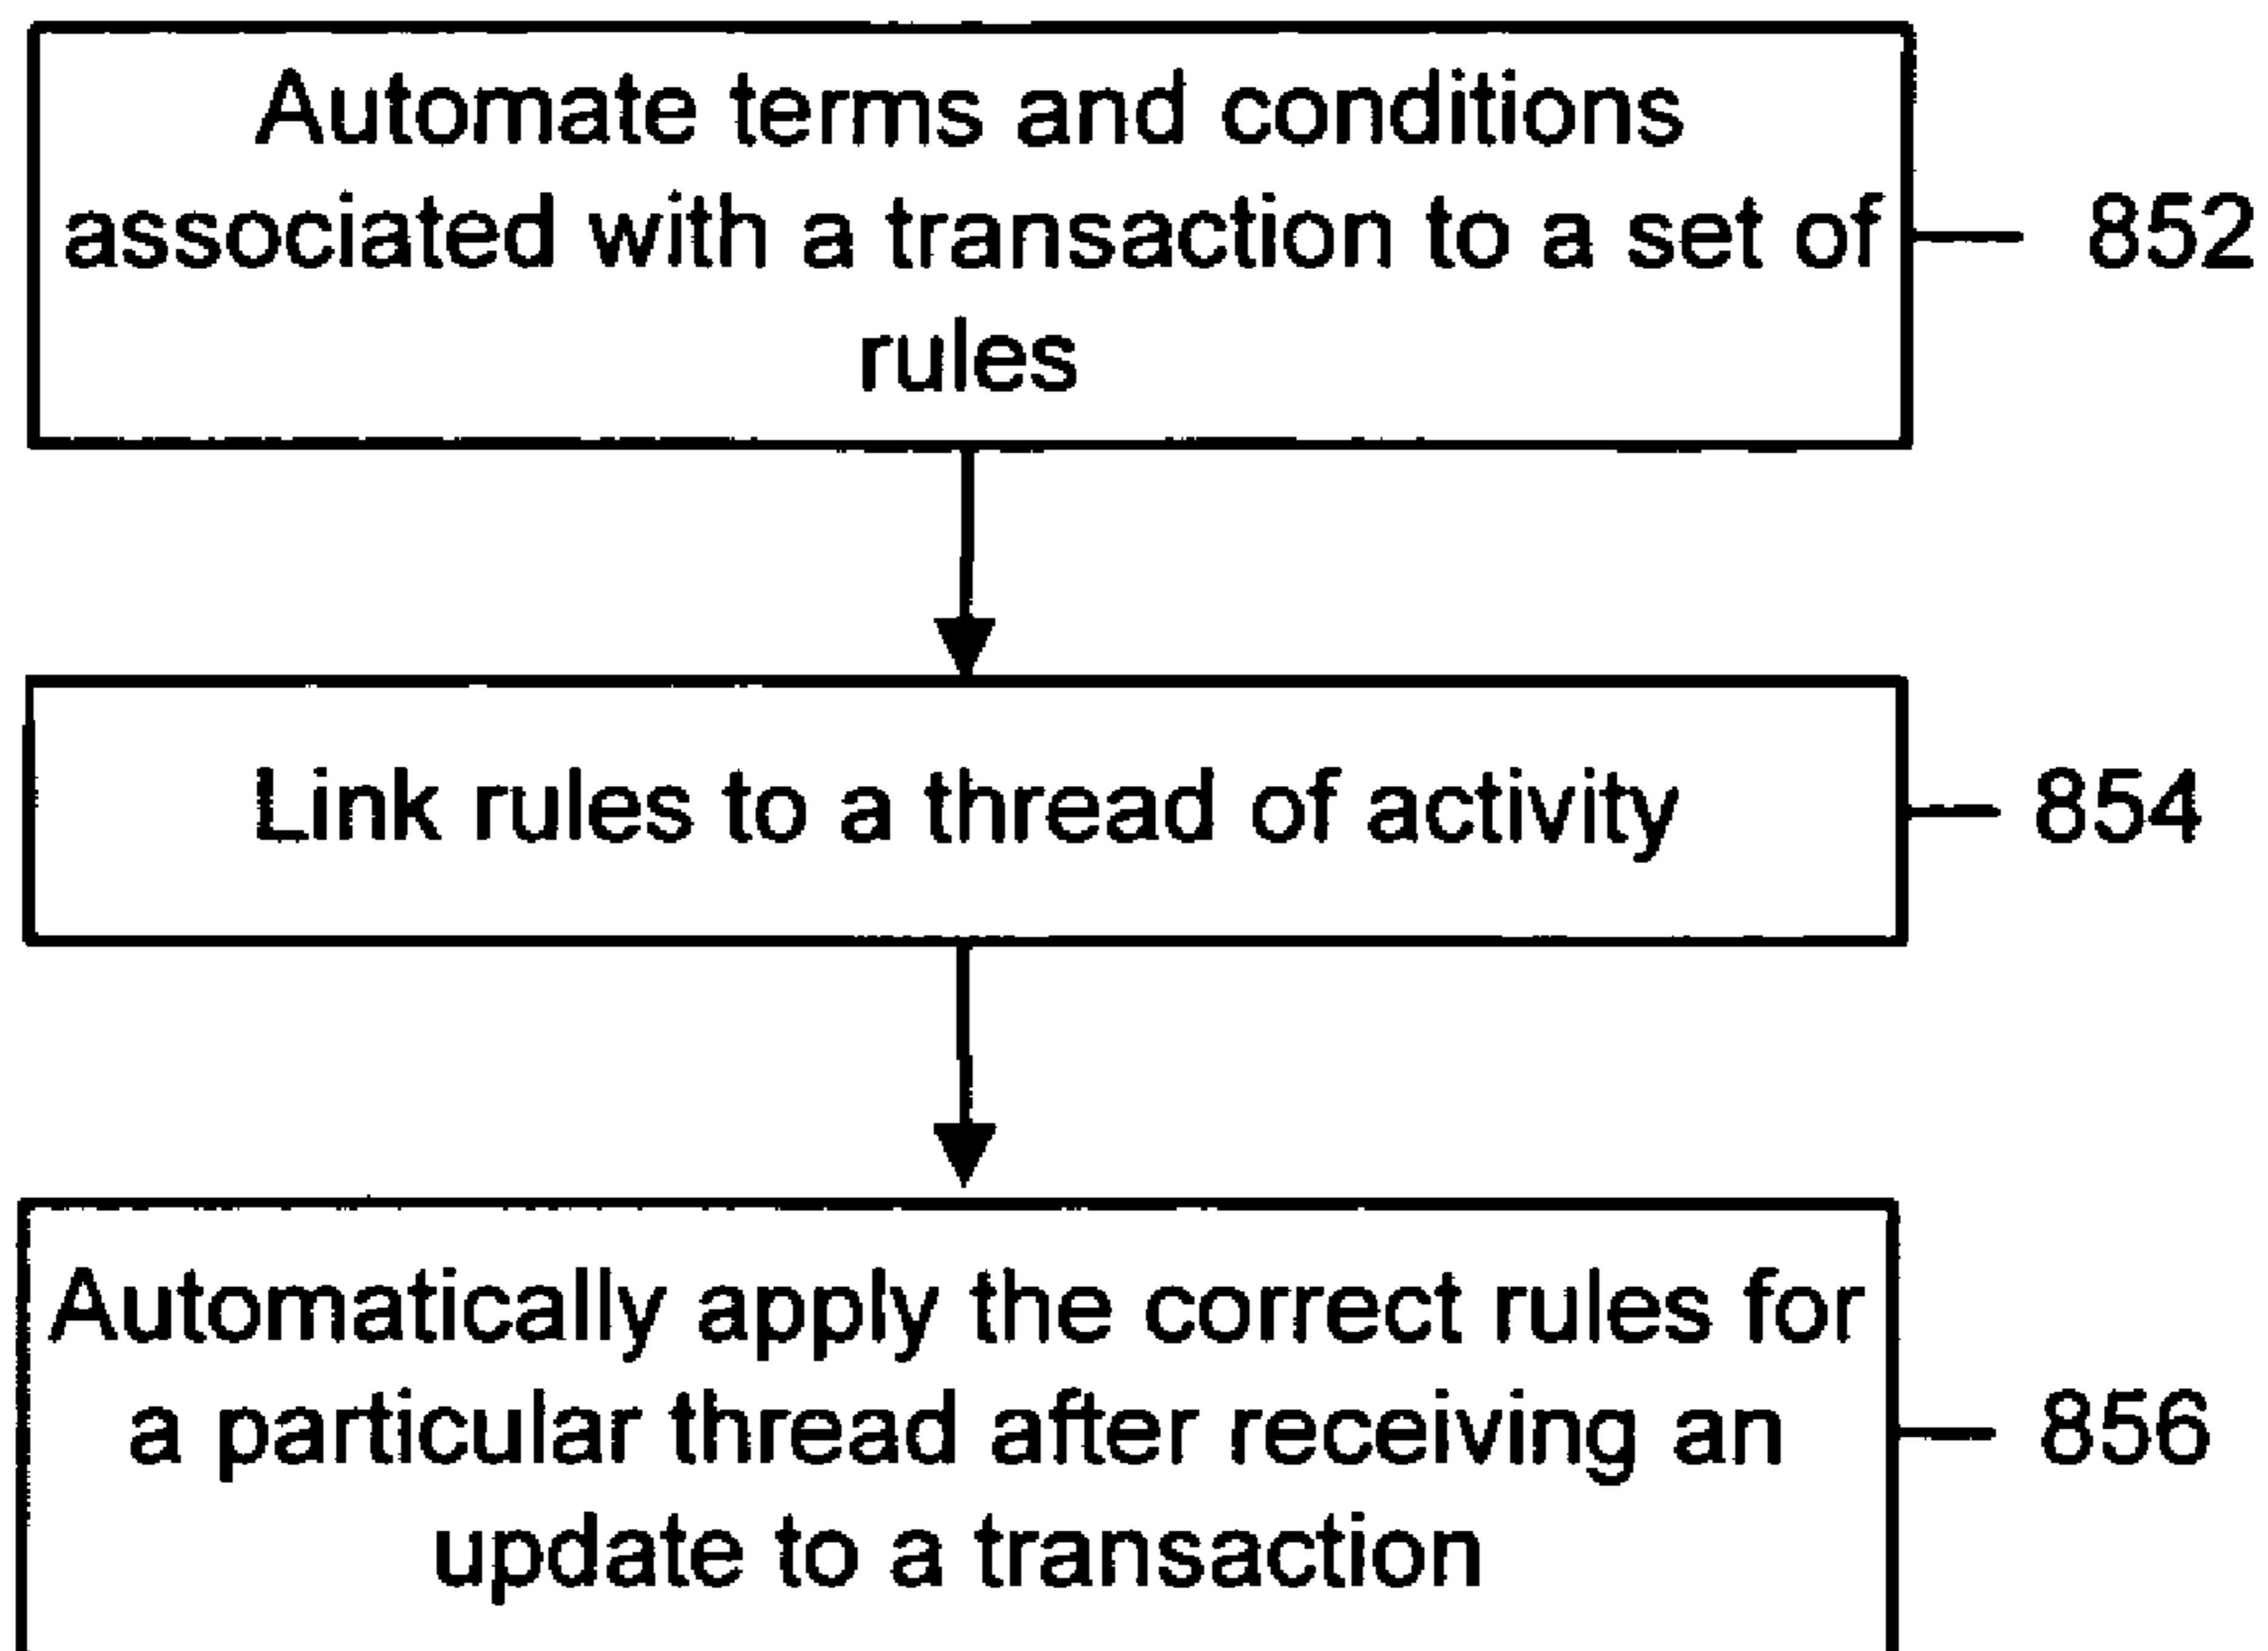 Automate terms and conditions
associated with a transaction to a set of
rules
852
Link rules to a thread of activity
854
Automatically apply the correct rules for
a particular thread after receiving an
update to a transaction
856